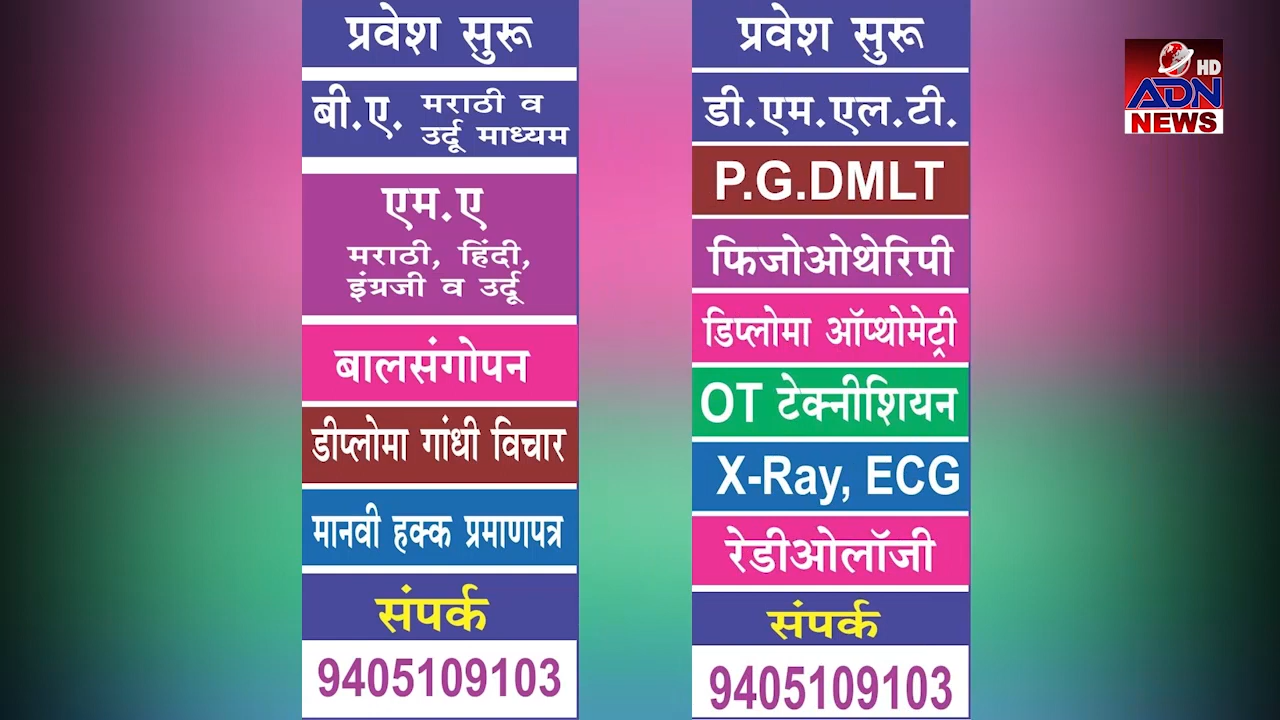 प्रवेश सुरू
बी.ए. मराठी व
उर्दू माध्यम
एम.ए
मराठी, हिंदी,
इंग्रजी व उर्दू
बालसंगोपन
डीप्लोमा गांधी विचार
मानवी हक्क प्रमाणपत्र
संपर्क
9405109103
प्रवेश सुरू
डी.एम.एल.टी.
P.G.DMLT
फिजोओथेरिपी
डिप्लोमा ऑप्थोमेट्री
OT टेक्नीशियन
X-Ray, ECG
रेडीओलॉजी
संपर्क
9405109103
HD
ADN
NEWS